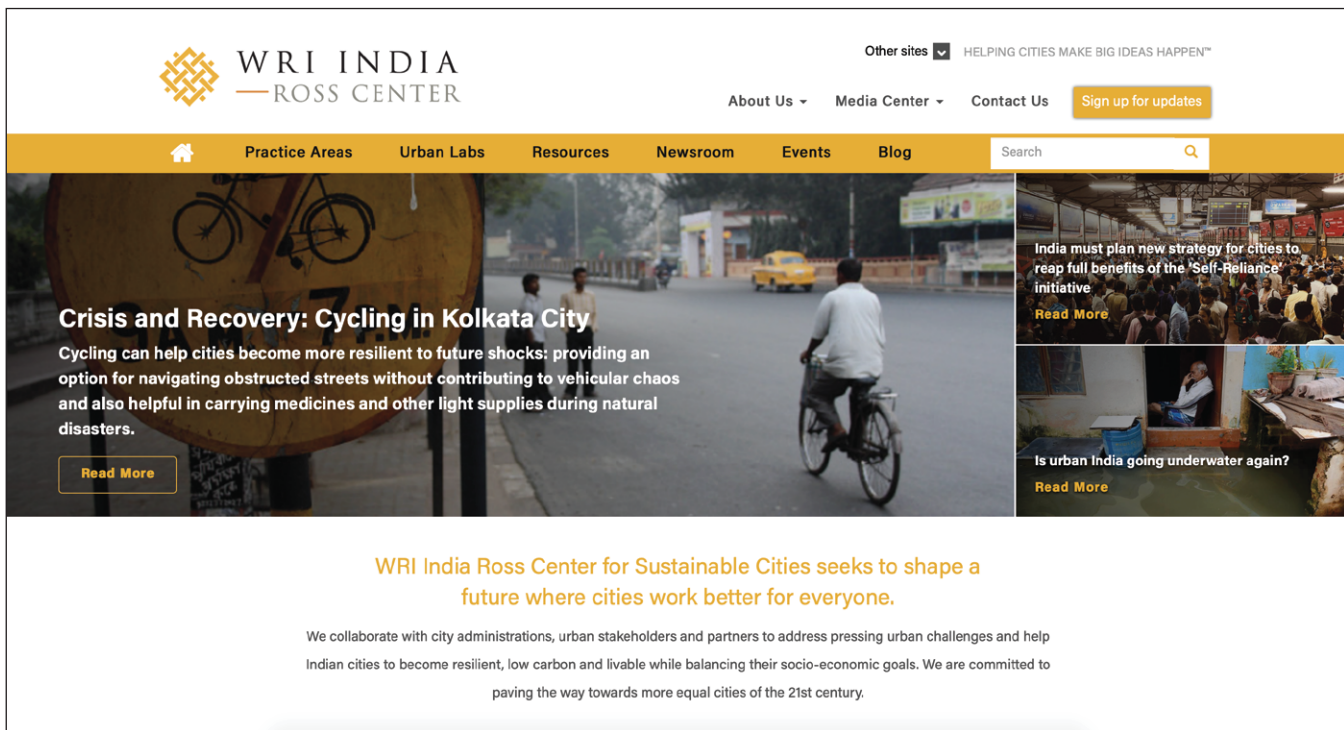 WRI INDIA
ROSS CENTER
Other sites
HELPING CITIES MAKE BIG IDEAS HAPPEN™
About Us
Media Center
Contact Us
Sign up for updates
Practice Areas
Urban Labs
Resources
Newsroom
Events
Blog
Search
7 P.M.
Crisis and Recovery: Cycling in Kolkata City
Cycling can help cities become more resilient to future shocks: providing an
option for navigating obstructed streets without contributing to vehicular chaos
and also helpful in carrying medicines and other light supplies during natural
disasters.
Read More
India must plan new strategy for cities to
reap full benefits of the 'Self-Reliance'
initiative
Read More
Is urban India going underwater again?
Read More
WRI India Ross Center for Sustainable Cities seeks to shape a
future where cities work better for everyone.
We collaborate with city administrations, urban stakeholders and partners to address pressing urban challenges and help
Indian cities to become resilient, low carbon and livable while balancing their socio-economic goals. We are committed to
paving the way towards more equal cities of the 21st century.